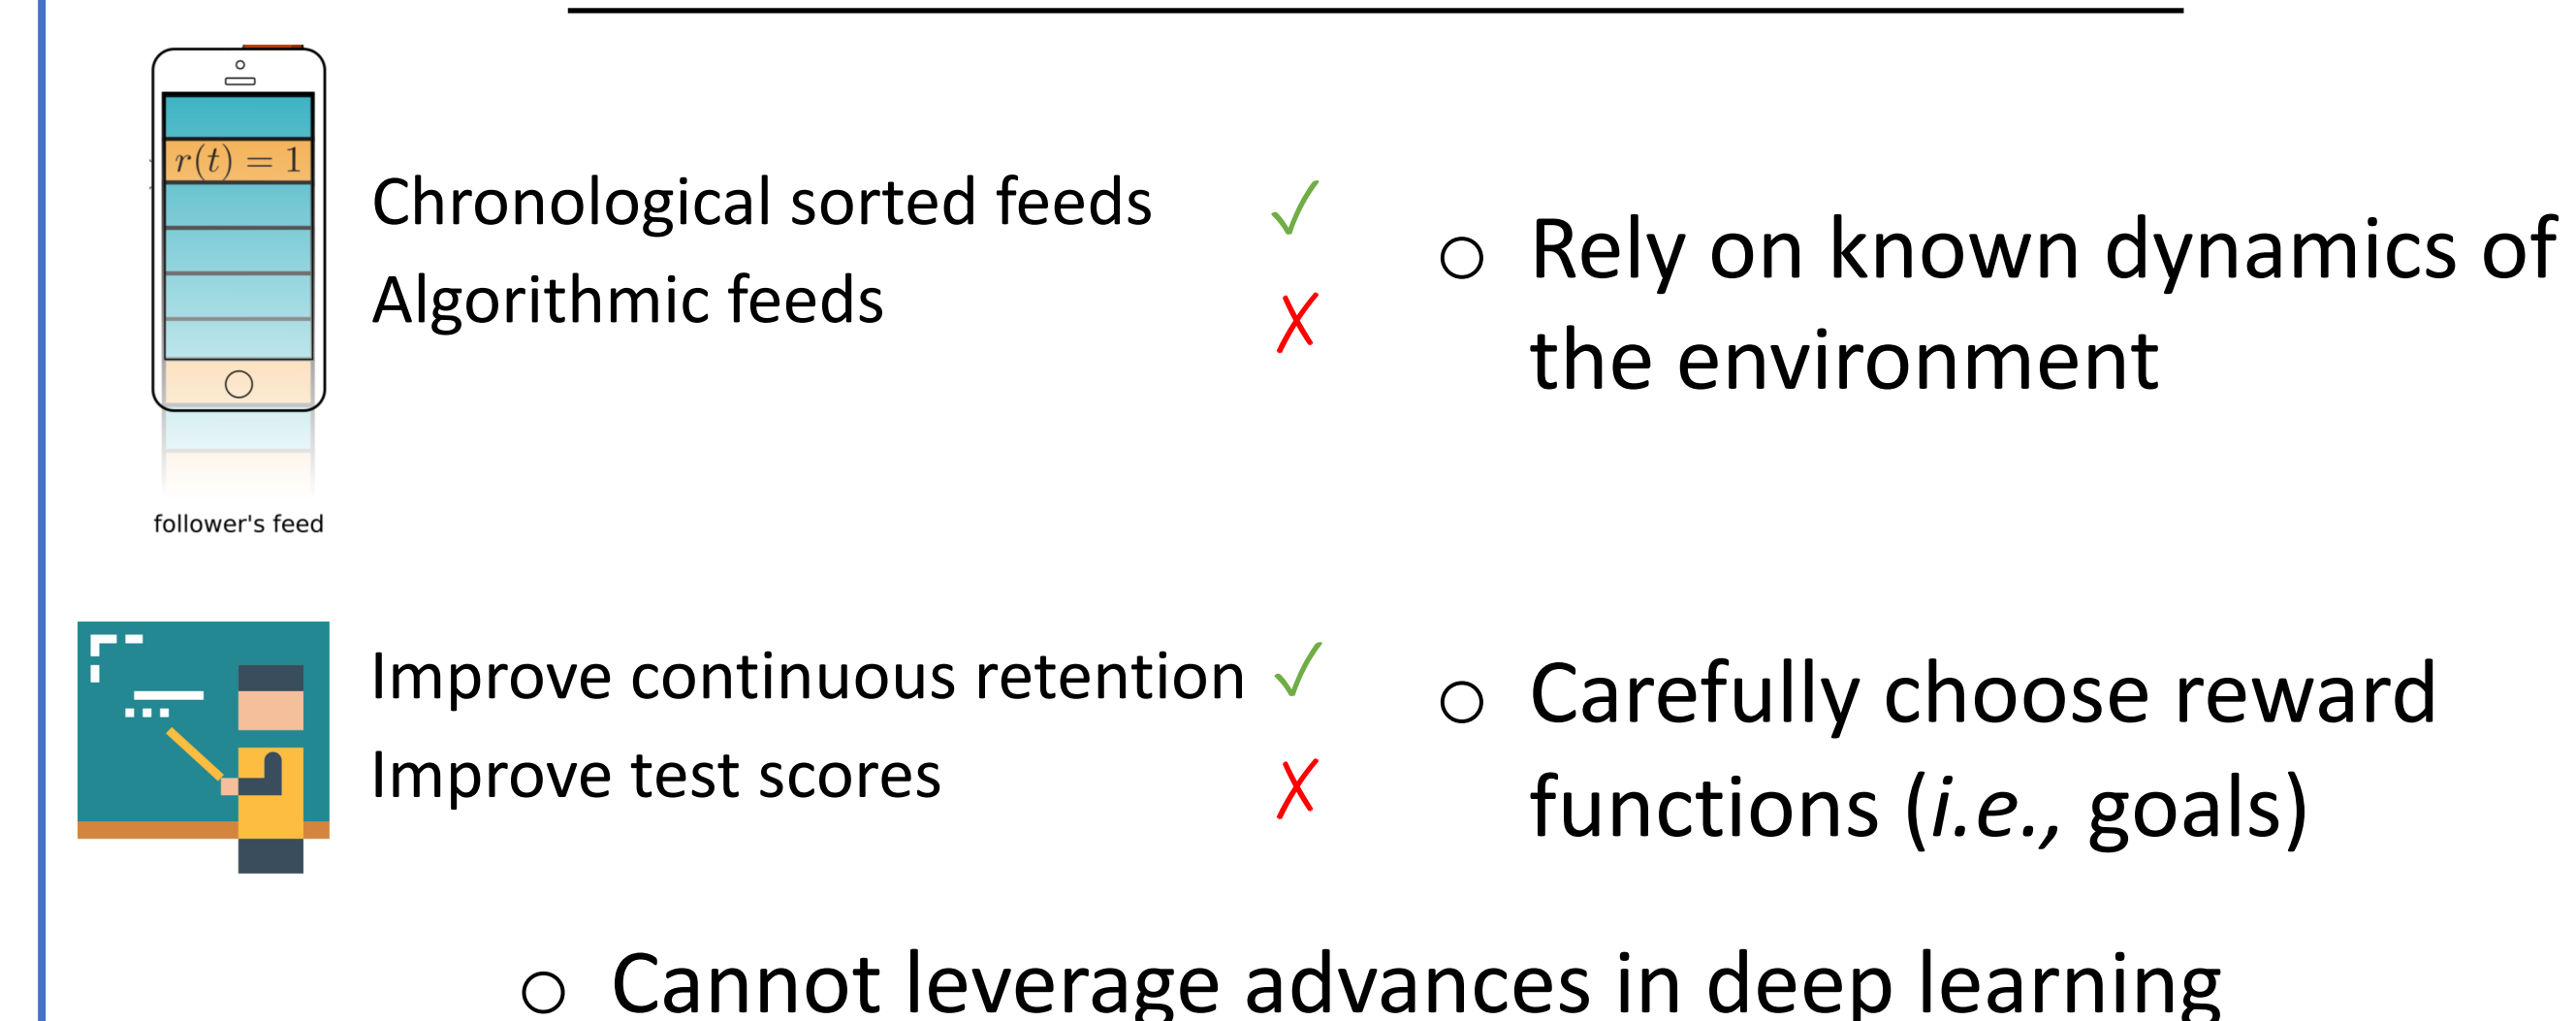 r(t) = 1
Chronological sorted feeds
Algorithmic feeds
○ Rely on known dynamics of
the environment
follower's feed
Improve continuous retention
Improve test scores
○ Carefully choose reward
functions (i.e., goals)
○ Cannot leverage advances in deep learning